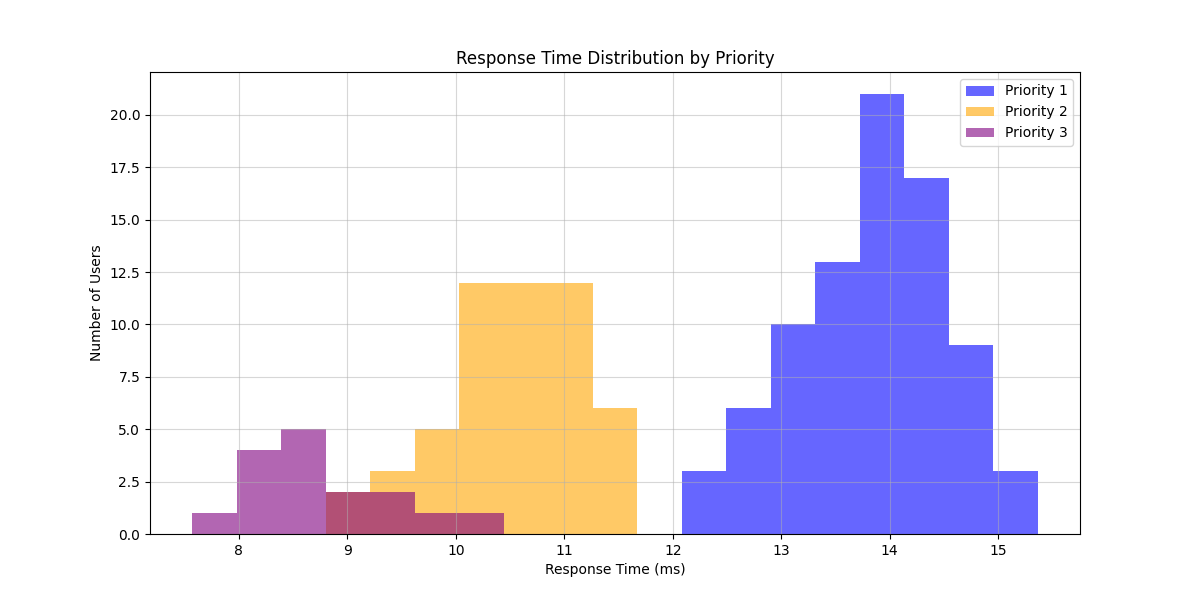 Response Time Distribution by Priority
Priority 1
Priority 2
Priority 3
20.0
17.5
15.0
12.5
10.0
7.5
5.0
2.5
0.0
Number of Users
8 9 10 11 12 13 14 15
Response Time (ms)